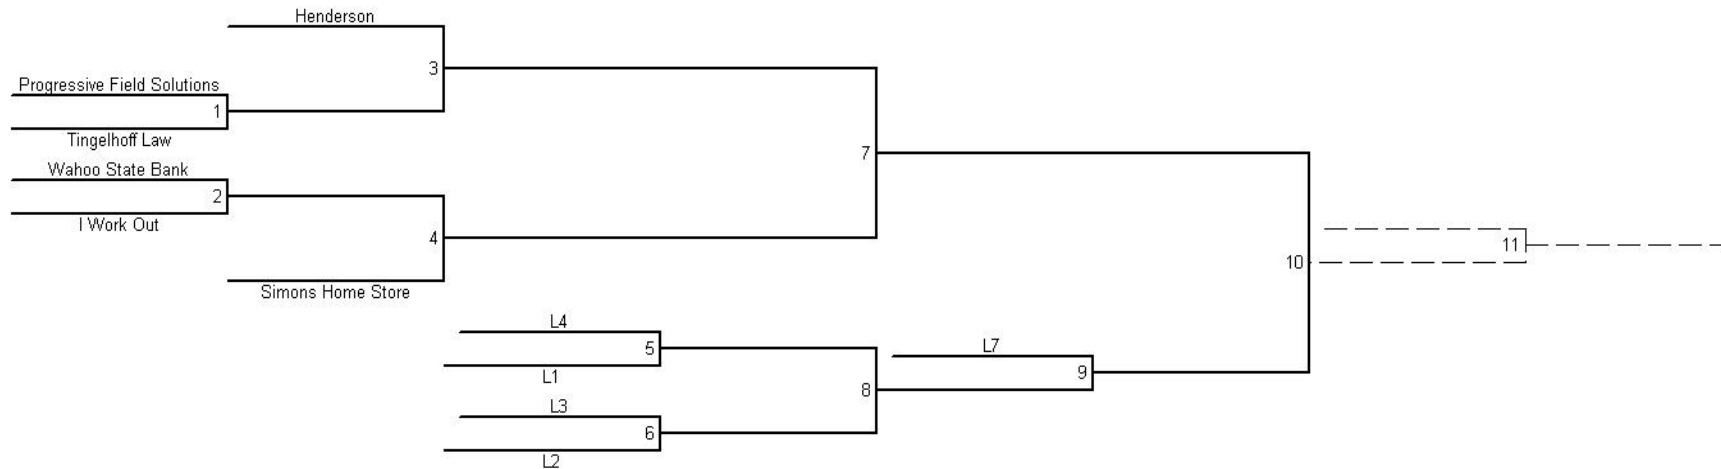 Henderson
3
Progressive Field Solutions
1
Tingelhoff Law
7
Wahoo State Bank
2
I Work Out
4
11
10
Simons Home Store
L4
5
L7
L1
9
8
L3
6
L2